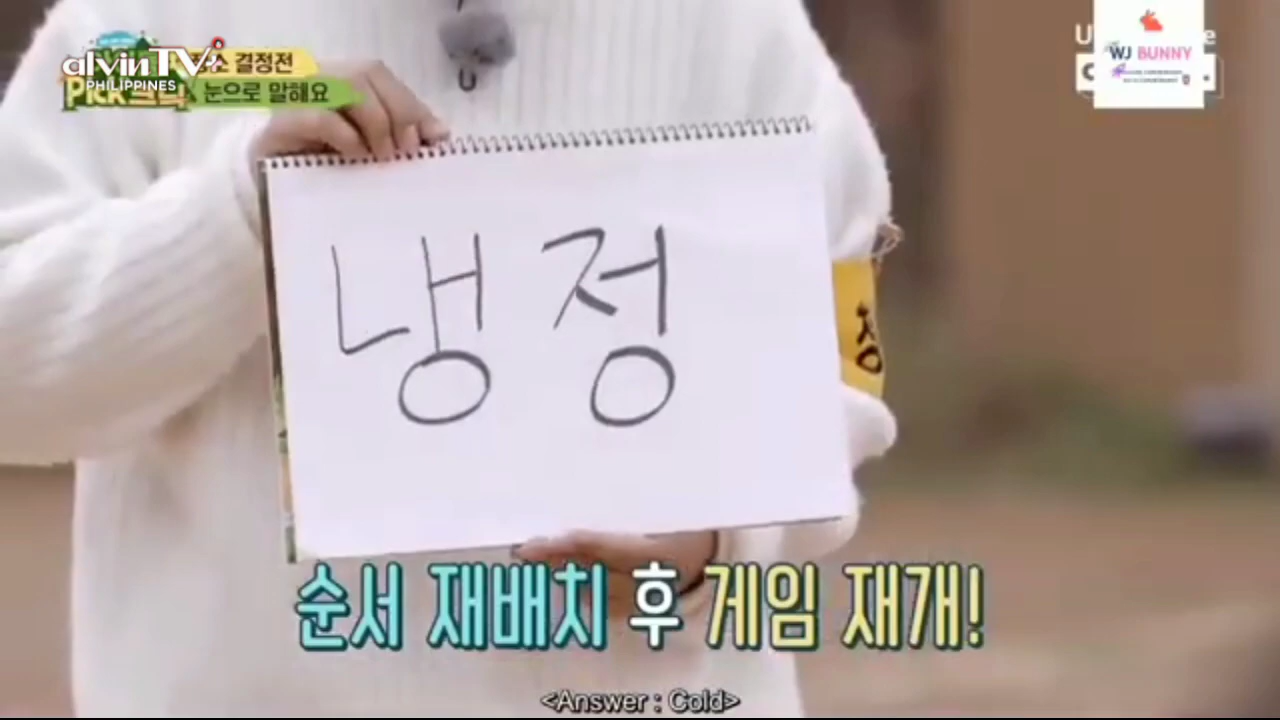 alvinTV
PHILIPPINES
결정전
눈으로 말해요
WJ BUNNY
냉정
정
순서 재배치 후 게임 재개!
<Answer : Cold>